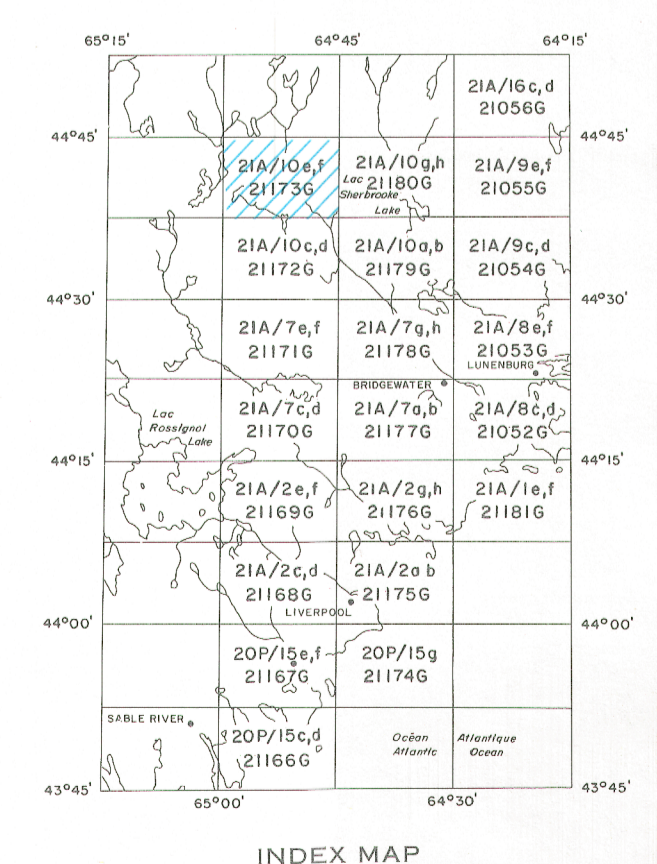 65°15' 64°45' 64°15'
21A/16c,d
21056G
44°45' 44°45'
21A/10e,f 21A/10g,h 21A/9e,f
21173G Lac 21180G 21055G
Sherbrooke
Lake
21A/10c,d 21A/10a,b 21A/9c,d
21172G 21179G 21054G
44°30' 44°30'
21A/7e,f 21A/7g,h 21A/8e,f
21171G 21178G 21053G
LUNENBURG
BRIDGEWATER
Lac
Rossignol
Lake
21A/7c,d 21A/7a,b 21A/8c,d
21170G 21177G 21052G
44°15' 44°15'
21A/2e,f 21A/2g,h 21A/1e,f
21169G 21176G 21181G
21A/2c,d 21A/2a b
21168G 21175G
LIVERPOOL
44°00' 44°00'
20P/15e,f 20P/15g
21167G 21174G
SABLE RIVER
20P/15c,d
21166G
Océan Atlantique
Atlantic Ocean
43°45' 43°45'
65°00' 64°30'
INDEX MAP